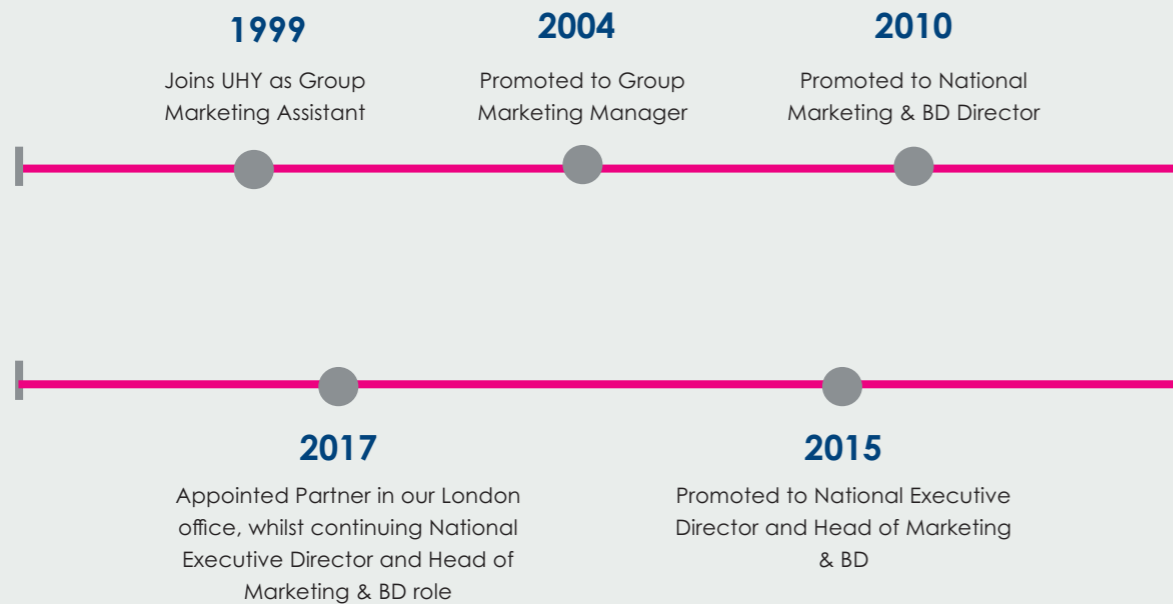 1999
Joins UHY as Group
Marketing Assistant
2004
Promoted to Group
Marketing Manager
2010
Promoted to National
Marketing & BD Director
2017
Appointed Partner in our London
office, whilst continuing National
Executive Director and Head of
Marketing & BD role
2015
Promoted to National Executive
Director and Head of Marketing
& BD